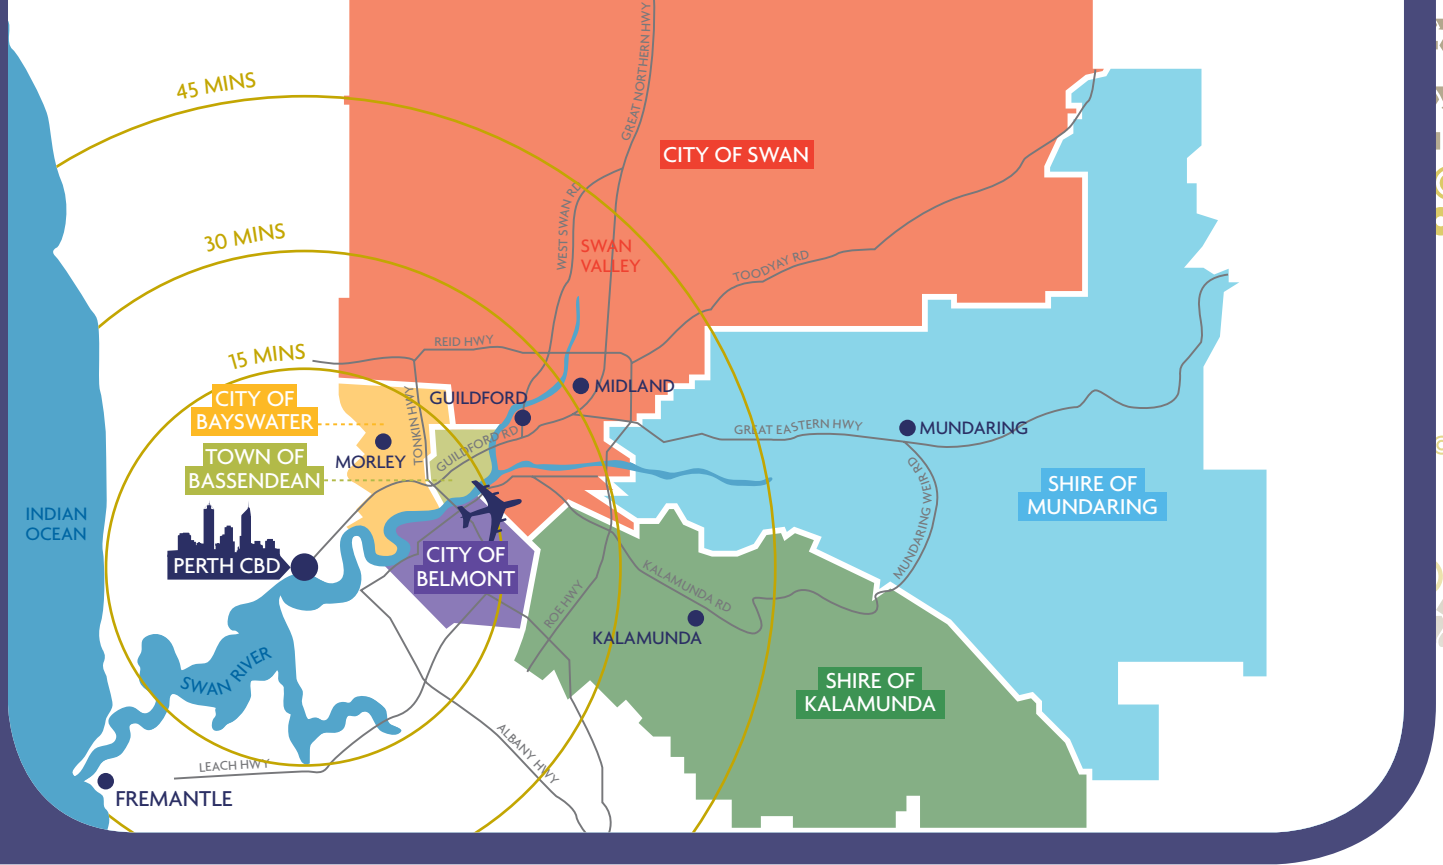 45 MINS
GREAT NORTHERN HWY
CITY OF SWAN
WEST SWAN RD
30 MINS
SWAN
VALLEY
TOODYAY RD
REID HWY
15 MINS
CITY OF
BAYSWATER
TONKIN HWY
GUILDFORD
MIDLAND
GUILDFORD RD
GREAT EASTERN HWY
MUNDARING
TOWN OF
BASSENDEAN
MORLEY
MUNDARING WEIR RD
SHIRE OF
MUNDARING
INDIAN
OCEAN
PERTH CBD
CITY OF
BELMONT
KALAMUNDA RD
ROE HWY
KALAMUNDA
SWAN RIVER
SHIRE OF
KALAMUNDA
ALBANY HWY
LEACH HWY
FREMANTLE